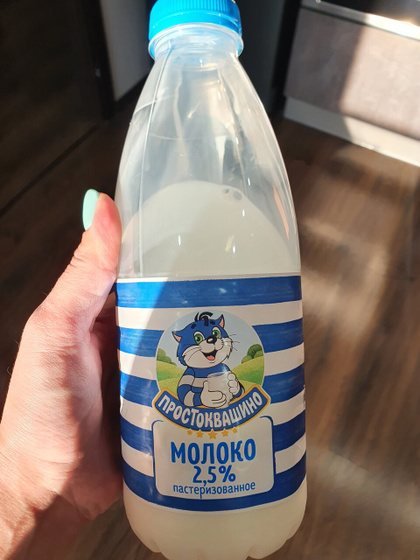 ПРОСТОКВАШИНО
МОЛОКО
2,5%
пастеризованное